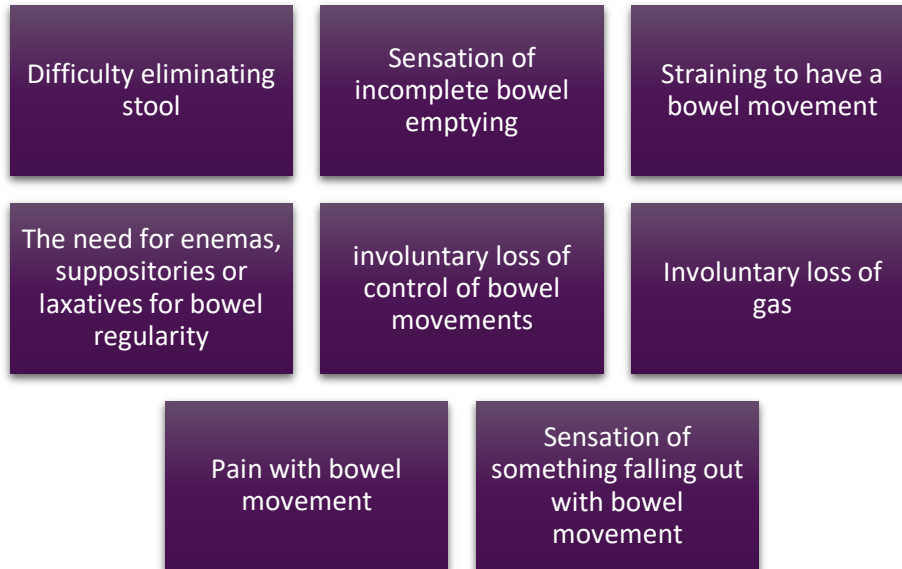 Difficulty eliminating
stool
Sensation of
incomplete bowel
emptying
Straining to have a
bowel movement
The need for enemas,
suppositories or
laxatives for bowel
regularity
involuntary loss of
control of bowel
movements
Involuntary loss of
gas
Pain with bowel
movement
Sensation of
something falling out
with bowel
movement